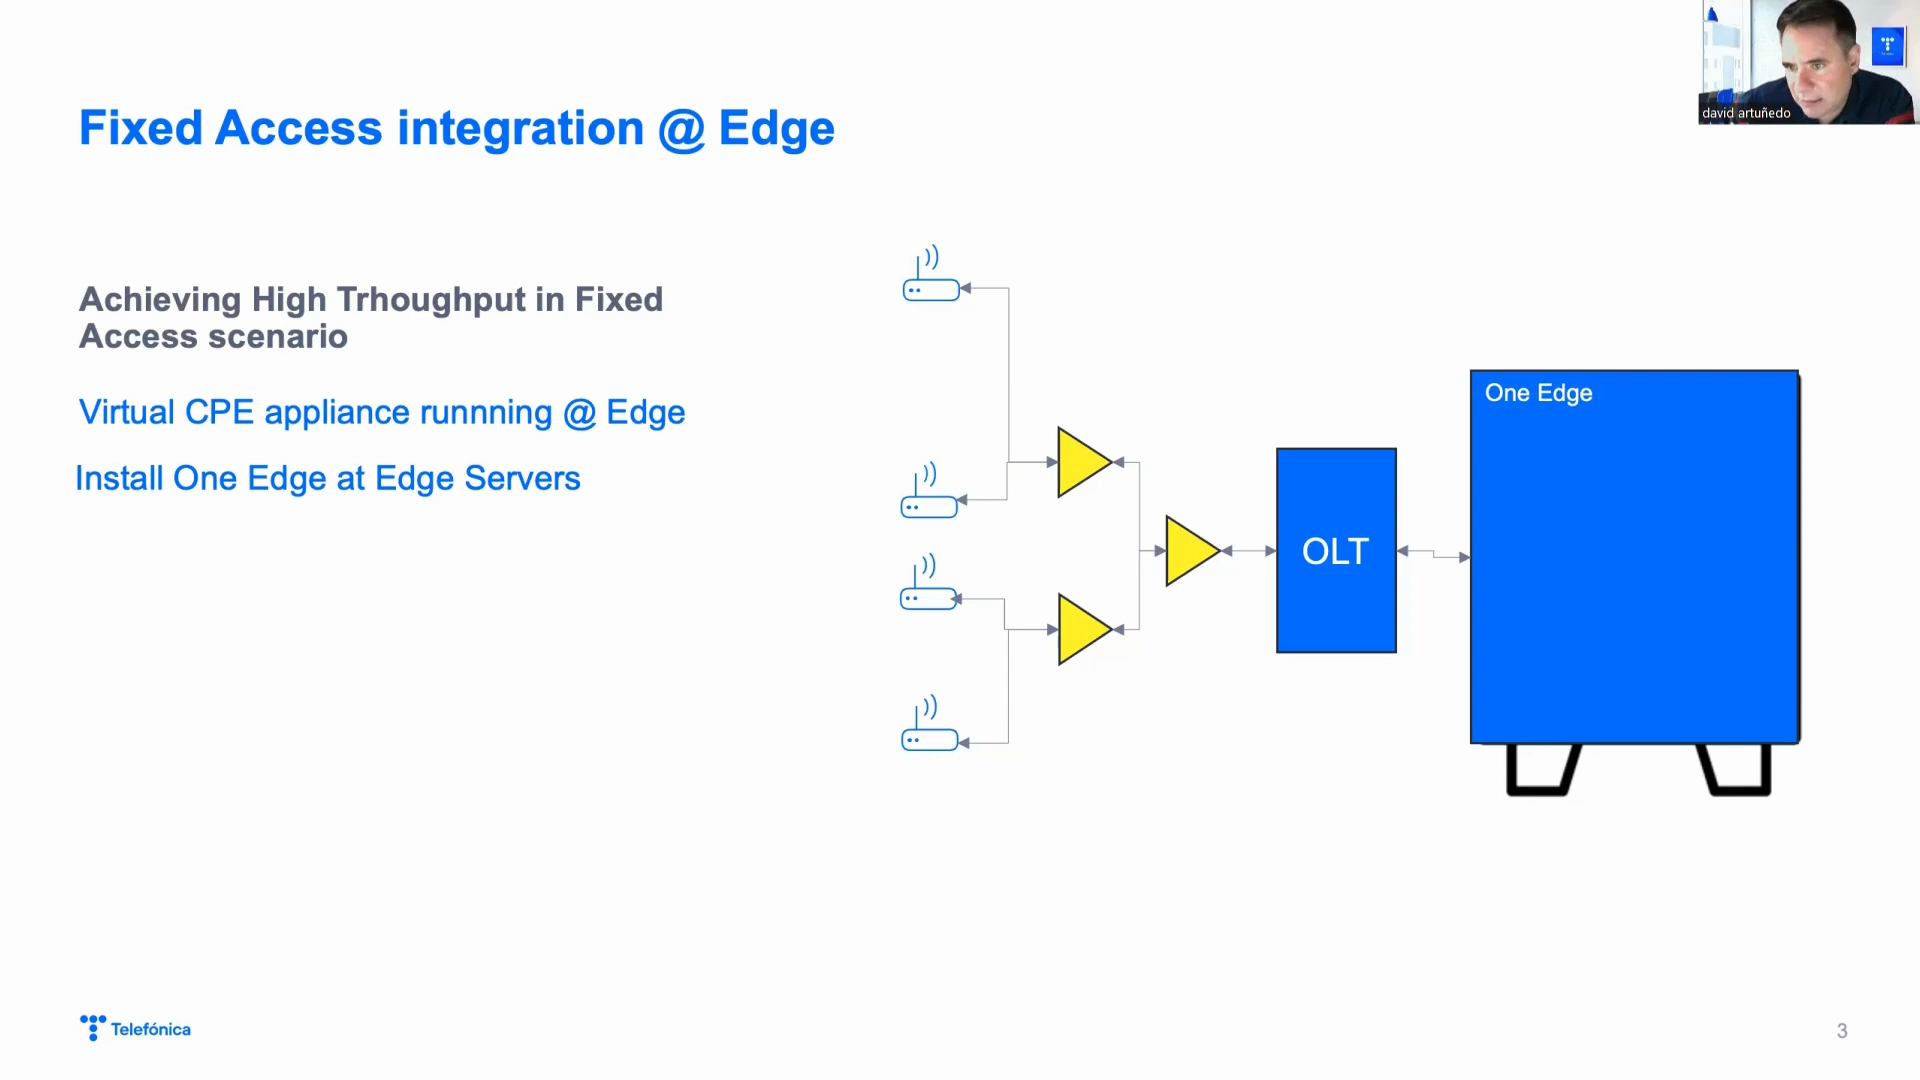 Fixed Access integration @ Edge
david artuñedo
Achieving High Trhoughput in Fixed
Access scenario
Virtual CPE appliance runnning @ Edge
Install One Edge at Edge Servers
One Edge
OLT
Telefónica
3